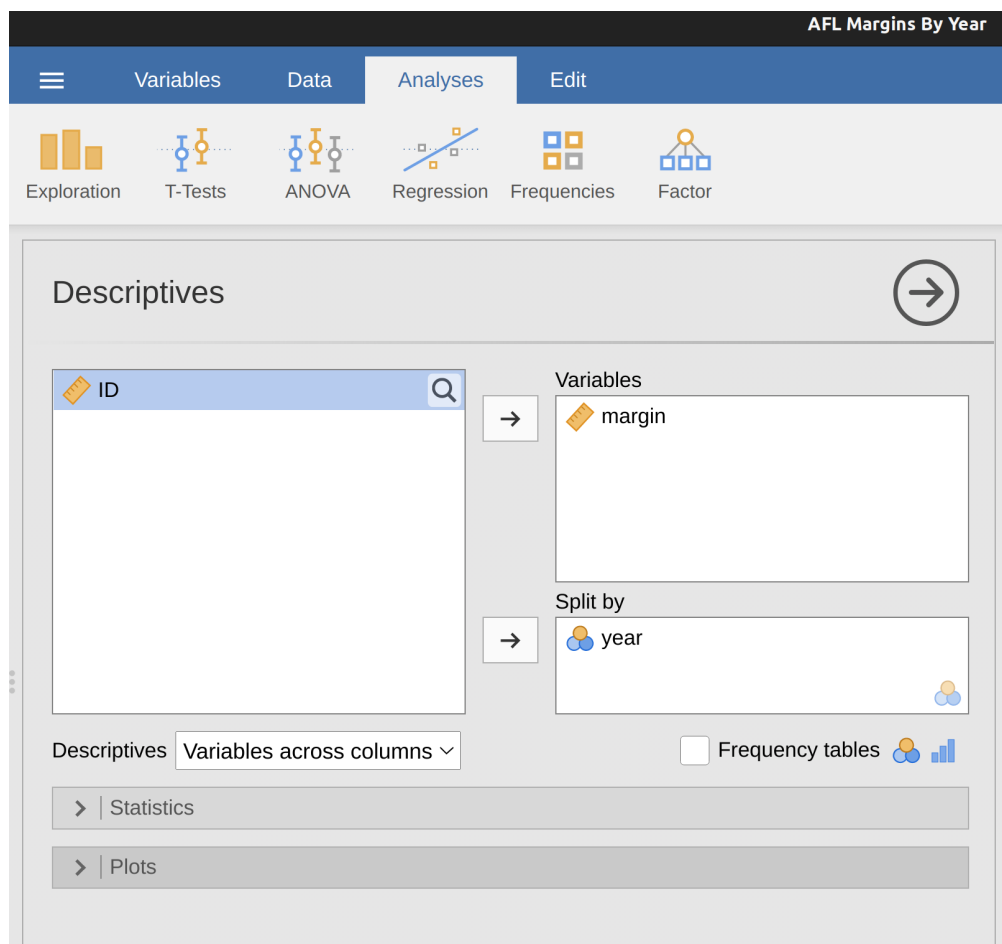 AFL Margins By Year
Variables Data Analyses Edit
Exploration T-Tests ANOVA Regression Frequencies Factor
Descriptives
ID
Variables
margin
Split by
year
Descriptives Variables across columns Frequency tables
Statistics
Plots